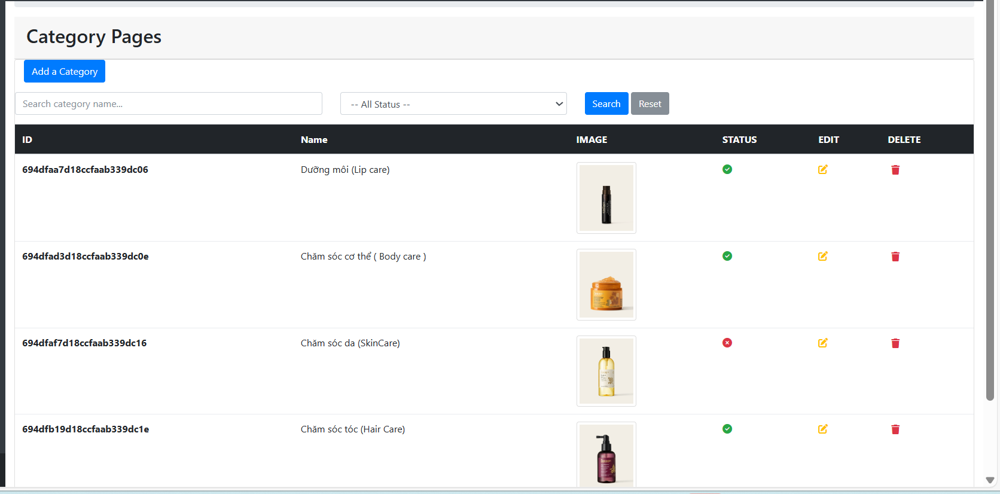 Category Pages
Add a Category
Search category name...
-- All Status --
Search
Reset
ID Name IMAGE STATUS EDIT DELETE
694dfaa7d18ccfaab339dc06 Dưỡng môi (Lip care)
694dfad3d18ccfaab339dc0e Chăm sóc cơ thể ( Body care )
694dfaf7d18ccfaab339dc16 Chăm sóc da (SkinCare)
694dfb19d18ccfaab339dc1e Chăm sóc tóc (Hair Care)